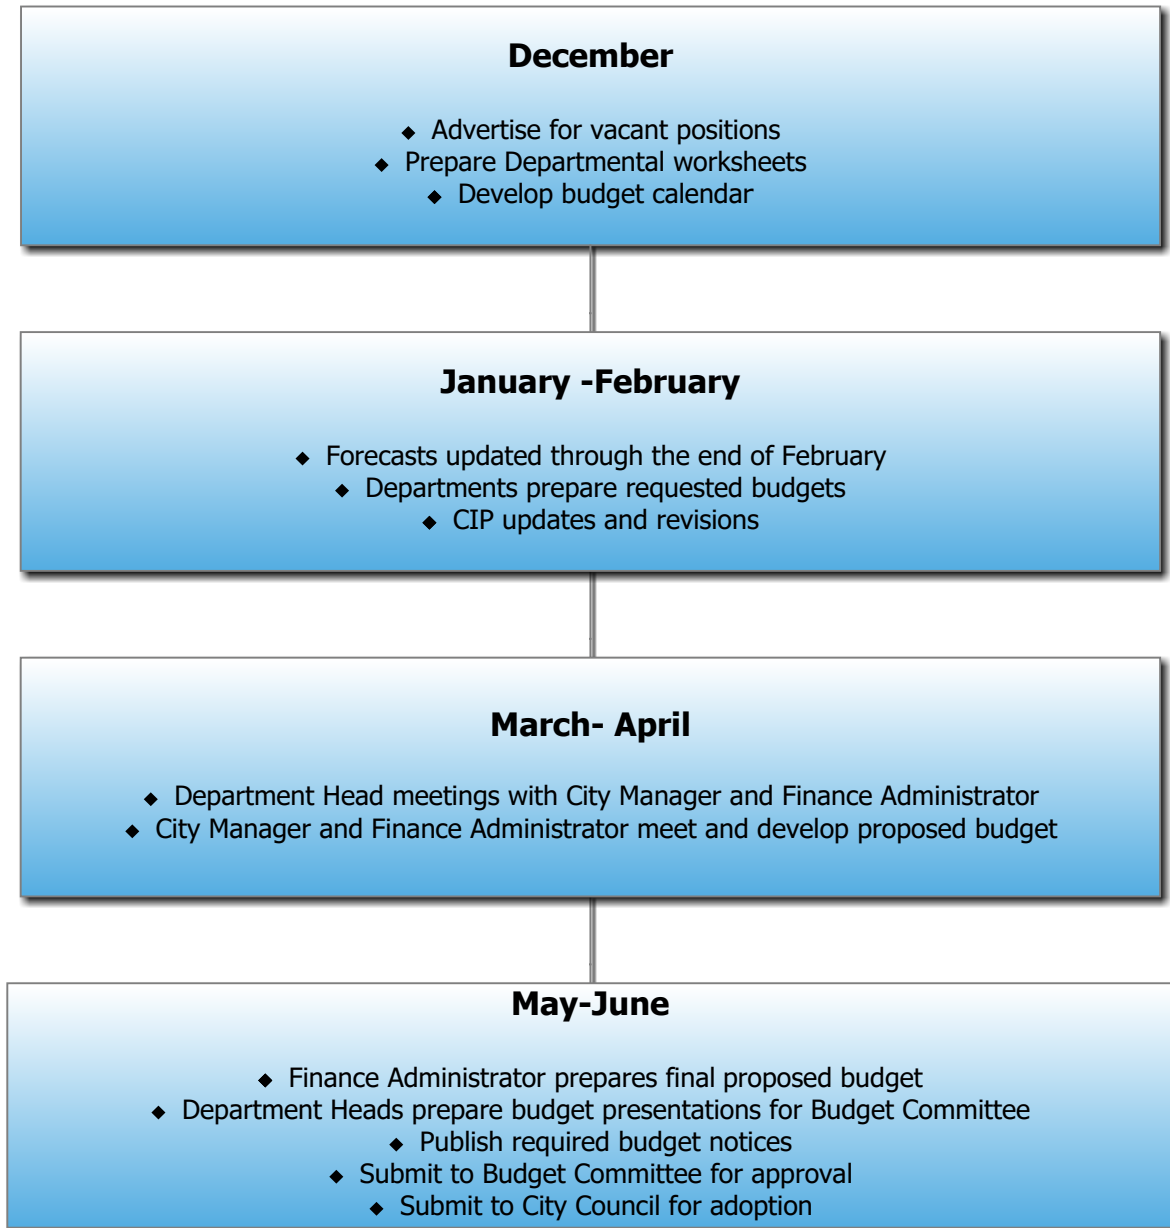 December
◆ Advertise for vacant positions
◆ Prepare Departmental worksheets
◆ Develop budget calendar
January -February
◆ Forecasts updated through the end of February
◆ Departments prepare requested budgets
◆ CIP updates and revisions
March- April
◆ Department Head meetings with City Manager and Finance Administrator
◆ City Manager and Finance Administrator meet and develop proposed budget
May-June
◆ Finance Administrator prepares final proposed budget
◆ Department Heads prepare budget presentations for Budget Committee
◆ Publish required budget notices
◆ Submit to Budget Committee for approval
◆ Submit to City Council for adoption